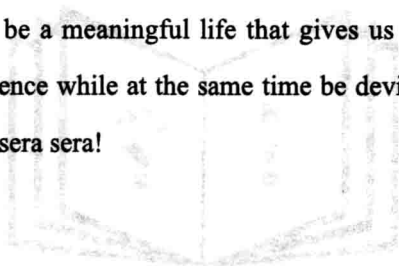 be a meaningful life that gives us
ence while at the same time be devi
sera sera!